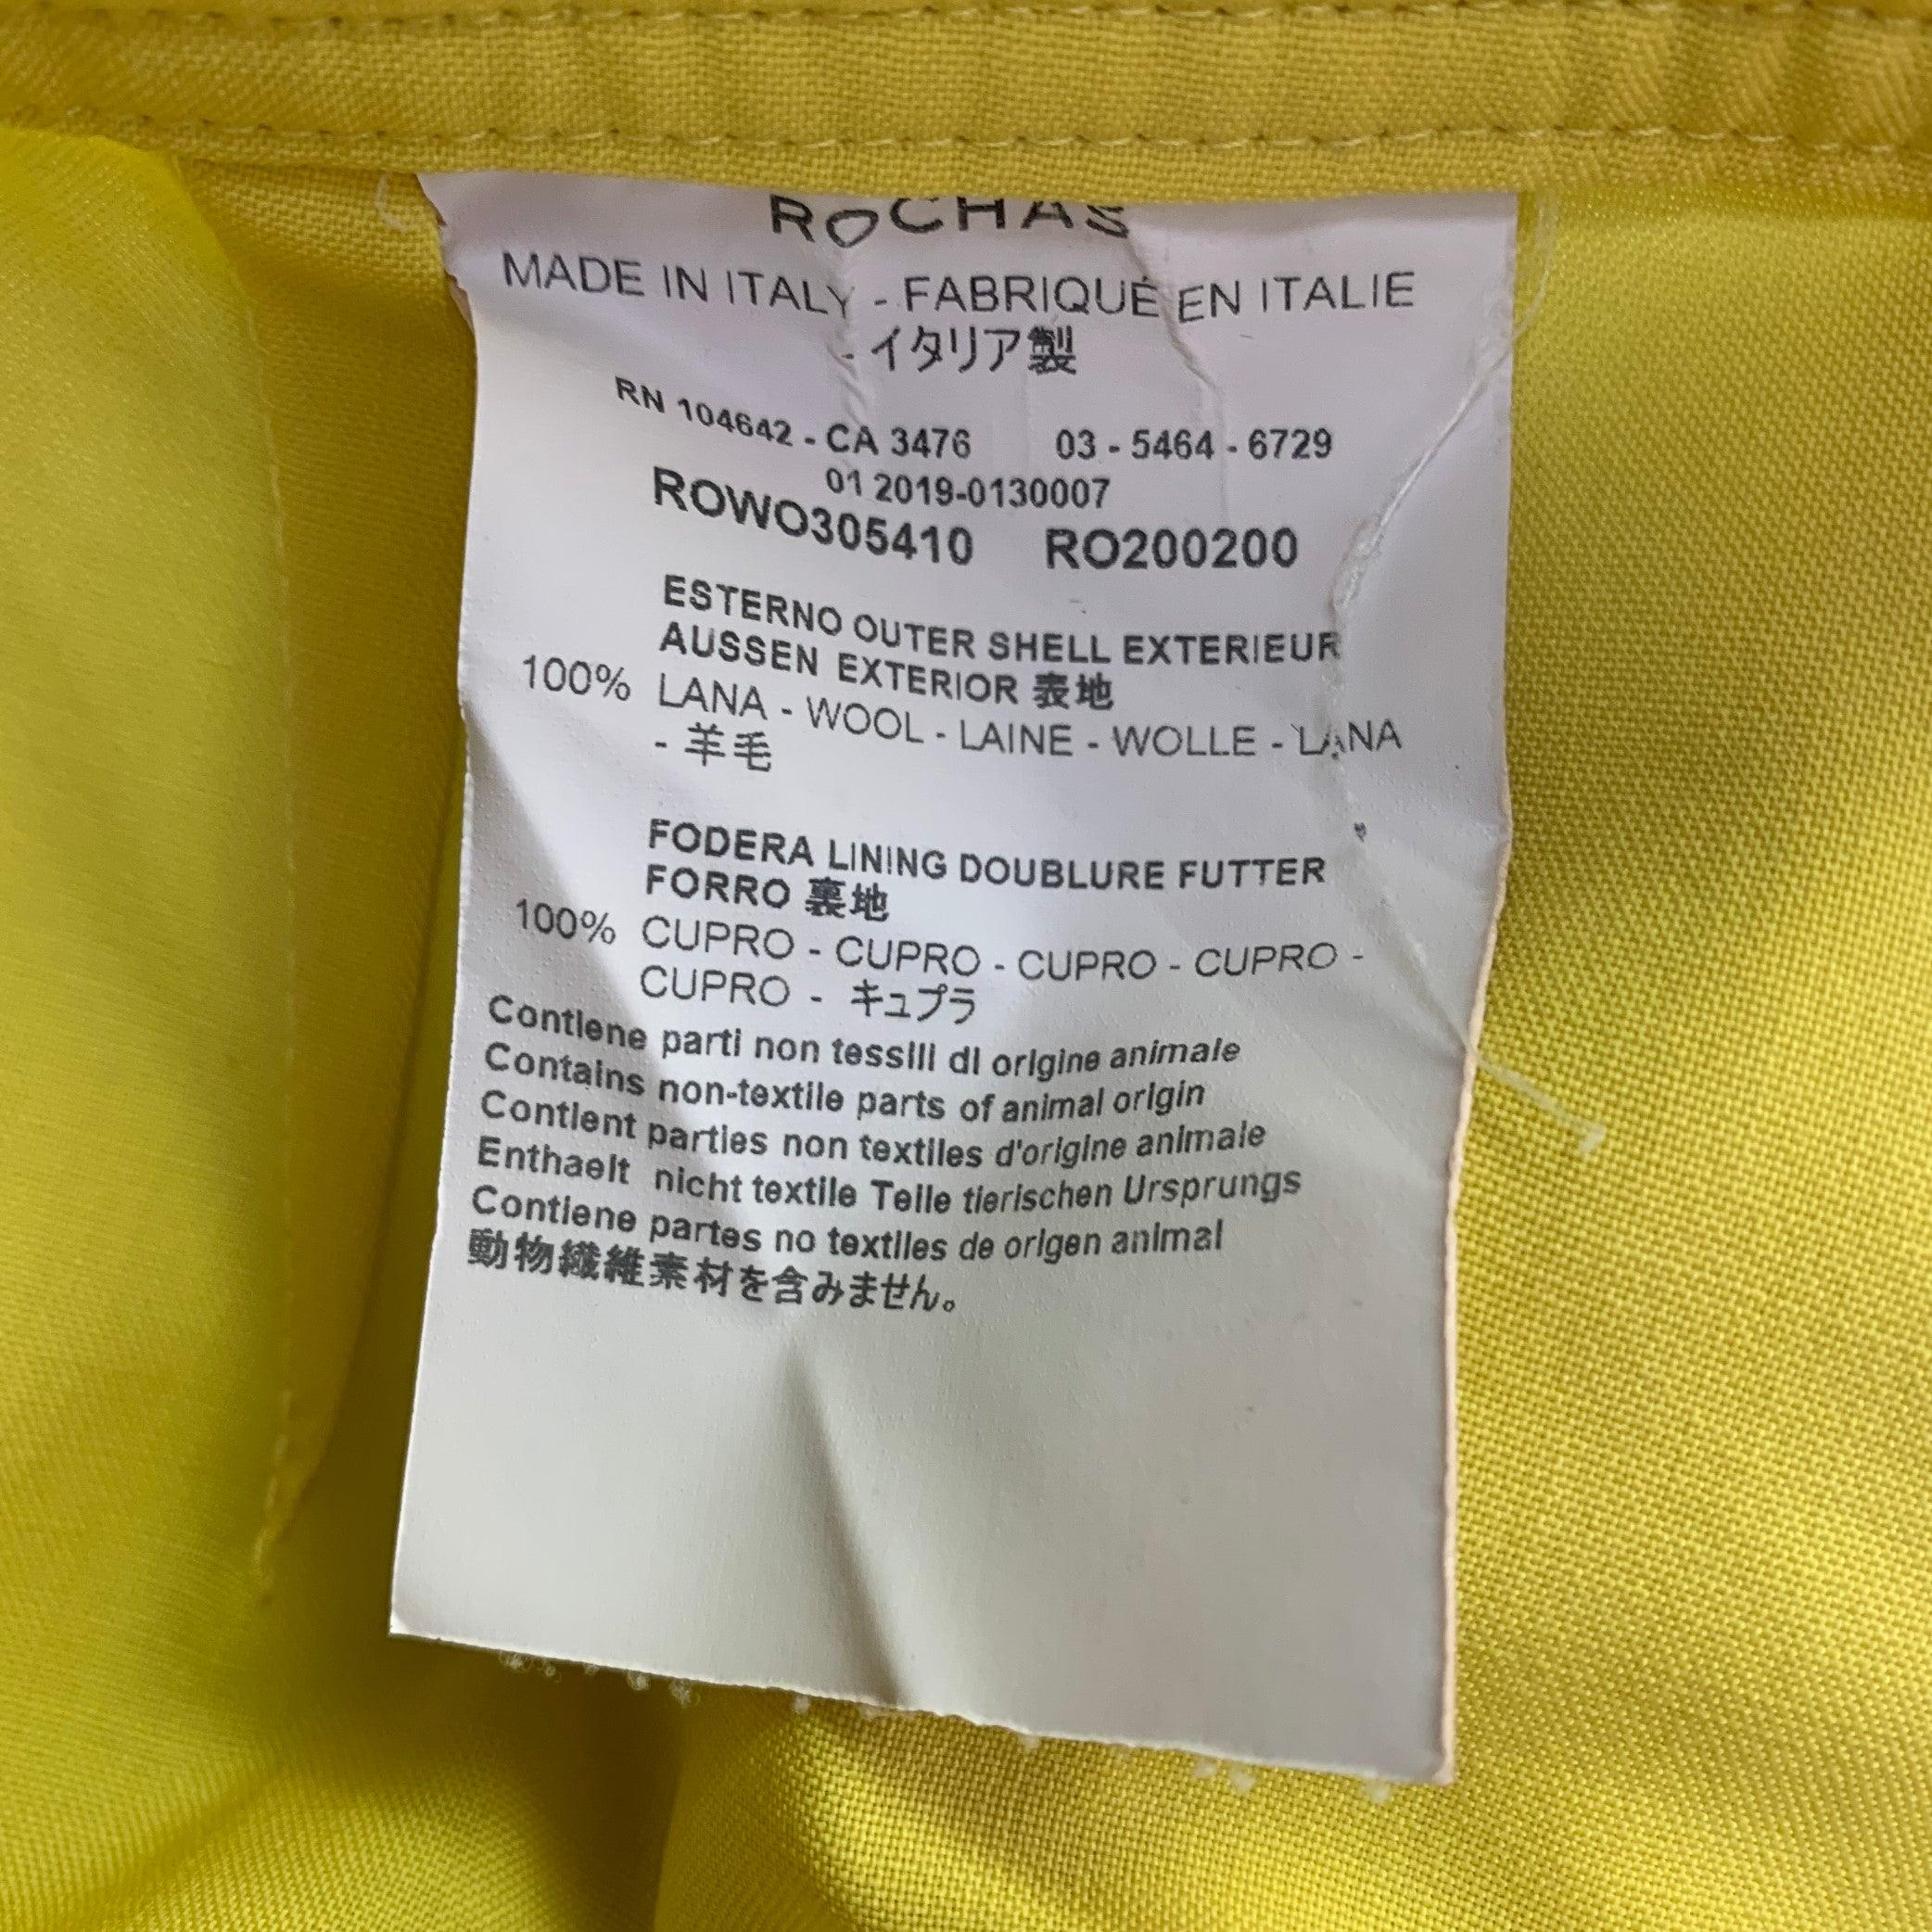 ROCHAS
MADE IN ITALY - FABRIQUÉ EN ITALIE
- イタリア製
RN 104642 - CA 3476 03 - 5464 - 6729
01 2019-0130007
ROWO305410 RO200200
ESTERNO OUTER SHELL EXTERIEUR
AUSSEN EXTERIOR 表地
100% LANA - WOOL - LAINE - WOLLE - LANA
- 羊毛
FODERA LINING DOUBLURE FUTTER
FORRO 裏地
100% CUPRO - CUPRO - CUPRO - CUPRO -
CUPRO - キュプラ
Contiene parti non tessili di origine animale
Contains non-textile parts of animal origin
Contient parties non textiles d'origine animale
Enthaelt nicht textile Teile tierischen Ursprungs
Contiene partes no textiles de origen animal
動物繊維素材を含みません。